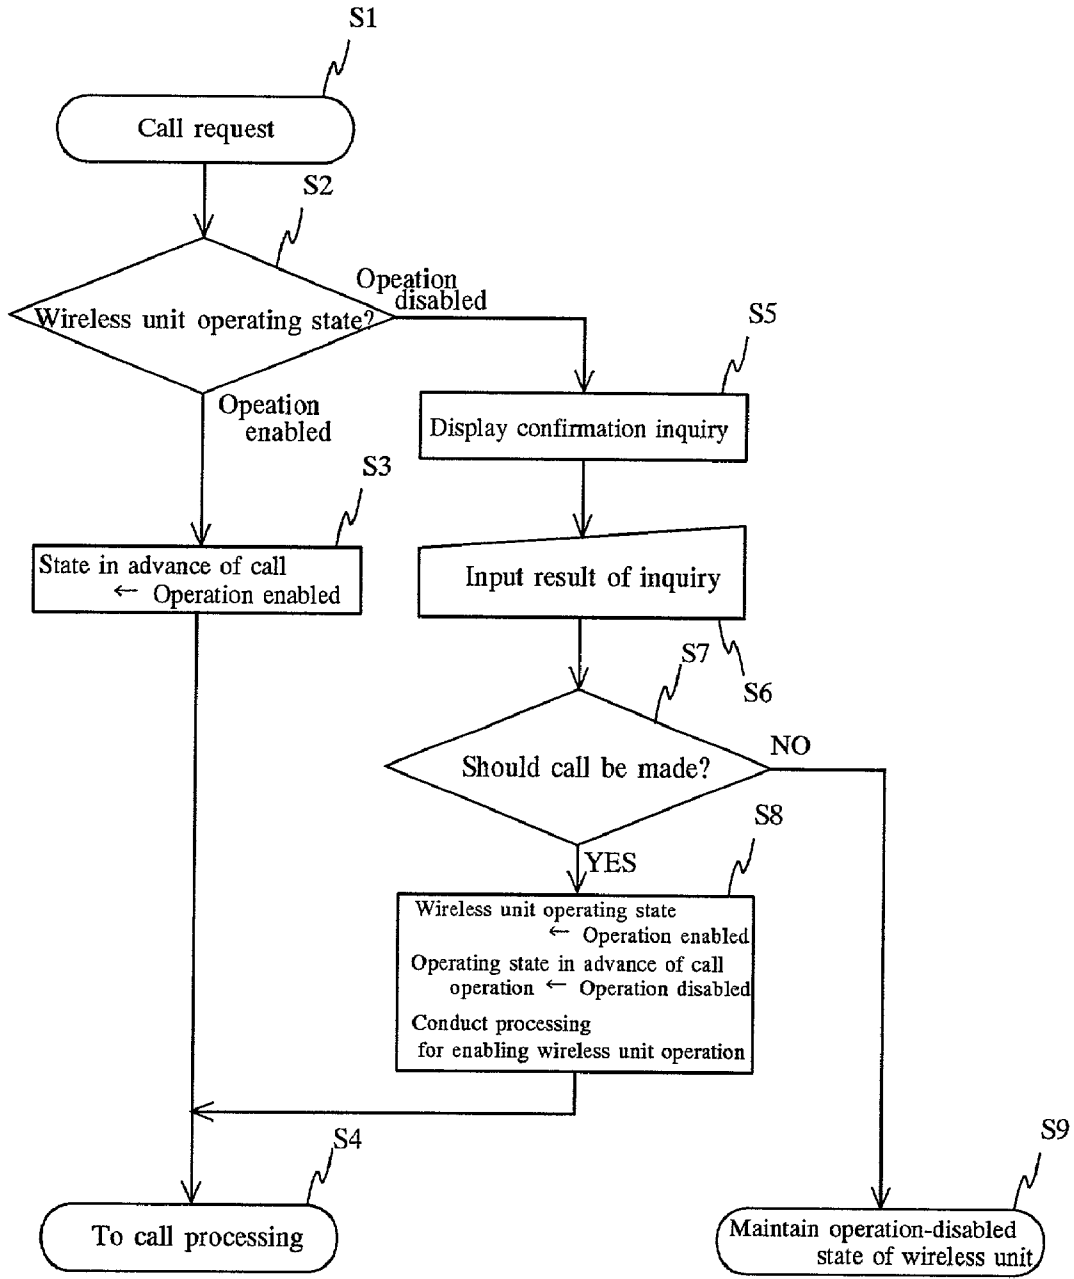 S1
Call request
S2
Wireless unit operating state?
Opeation
disabled
Opeation
enabled
S5
Display confirmation inquiry
S3
State in advance of call
← Operation enabled
Input result of inquiry
S6
S7
Should call be made?
NO
YES
S8
Wireless unit operating state
← Operation enabled
Operating state in advance of call
operation ← Operation disabled
Conduct processing
for enabling wireless unit operation
S4
To call processing
S9
Maintain operation-disabled
state of wireless unit